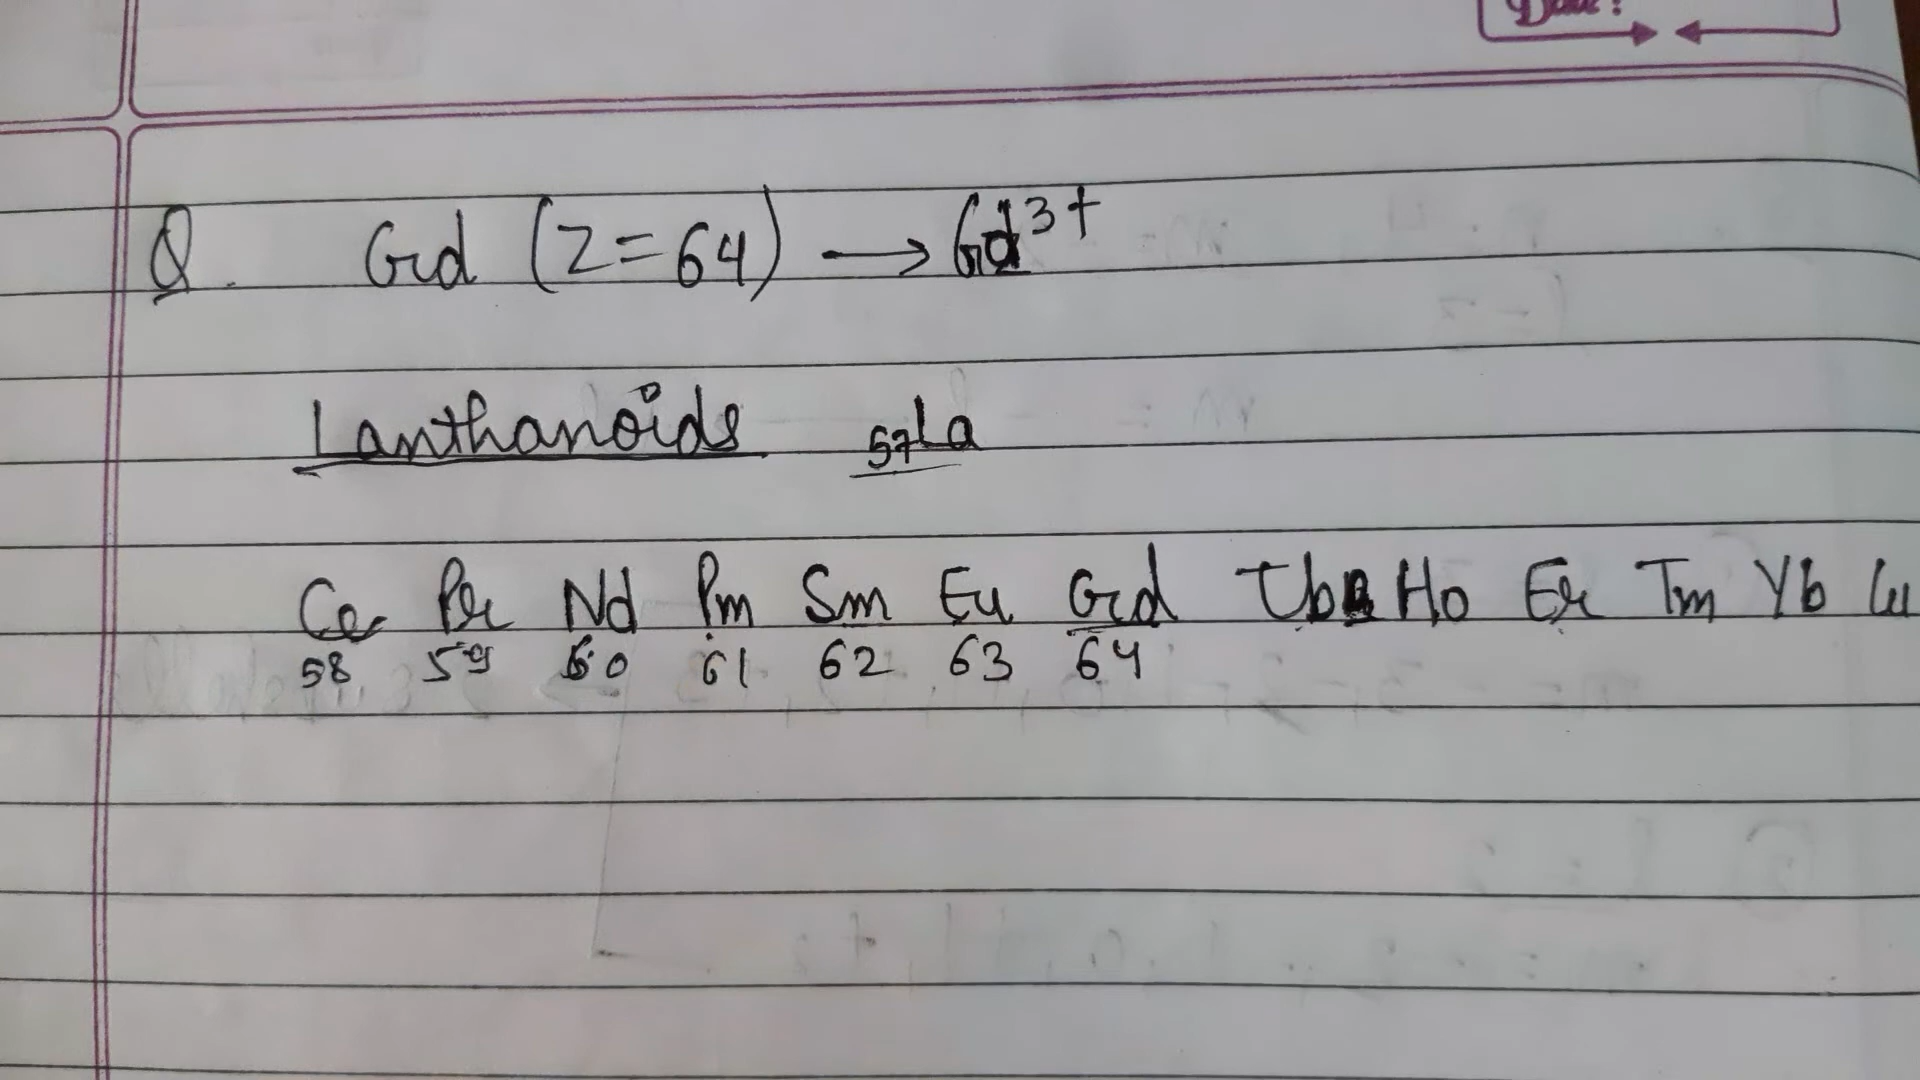 Date :
Q. Gd (Z=64) → Gd³⁺
Lanthanoids ₅₇La
Ce Pr Nd Pm Sm Eu Gd Tb Ho Er Tm Yb Lu
58 59 60 61 62 63 64